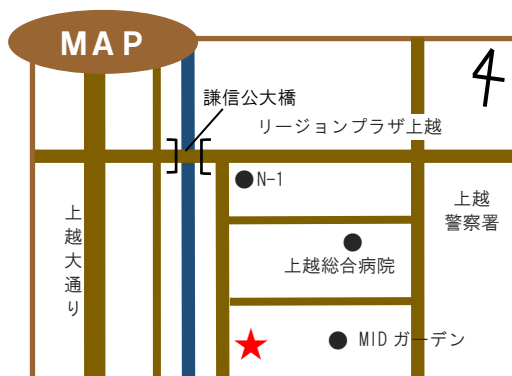 MAP
謙信公大橋
リージョンプラザ上越
N-1
上越
警察署
上越大通り
上越総合病院
MID ガーデン